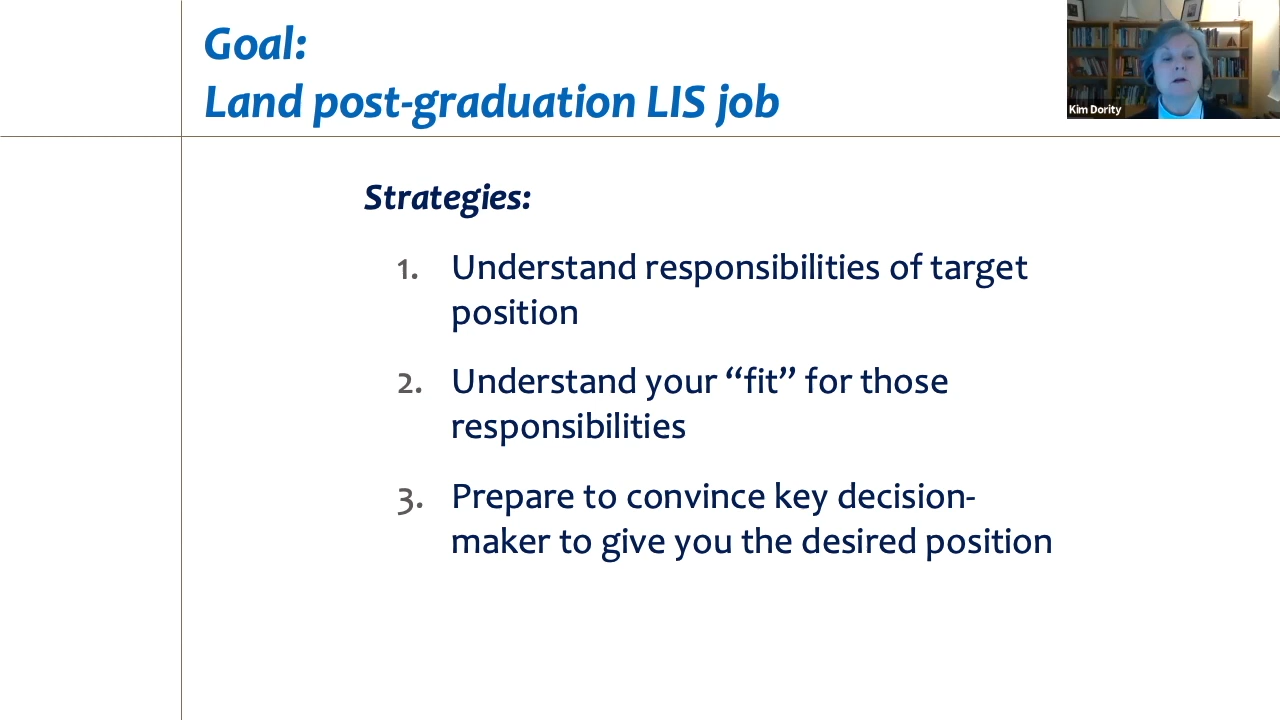 Goal:
Land post-graduation LIS job
Kim Dority
Strategies:
1. Understand responsibilities of target
position
2. Understand your “fit” for those
responsibilities
3. Prepare to convince key decision-
maker to give you the desired position